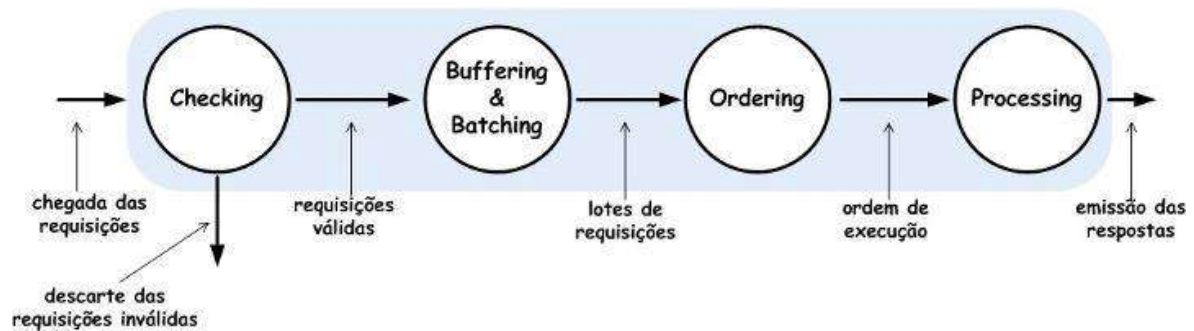 Checking
Buffering
&
Batching
Ordering
Processing
chegada das
requisições
requisições
válidas
lotes de
requisições
ordem de
execução
emissão das
respostas
descarte das
requisições inválidas